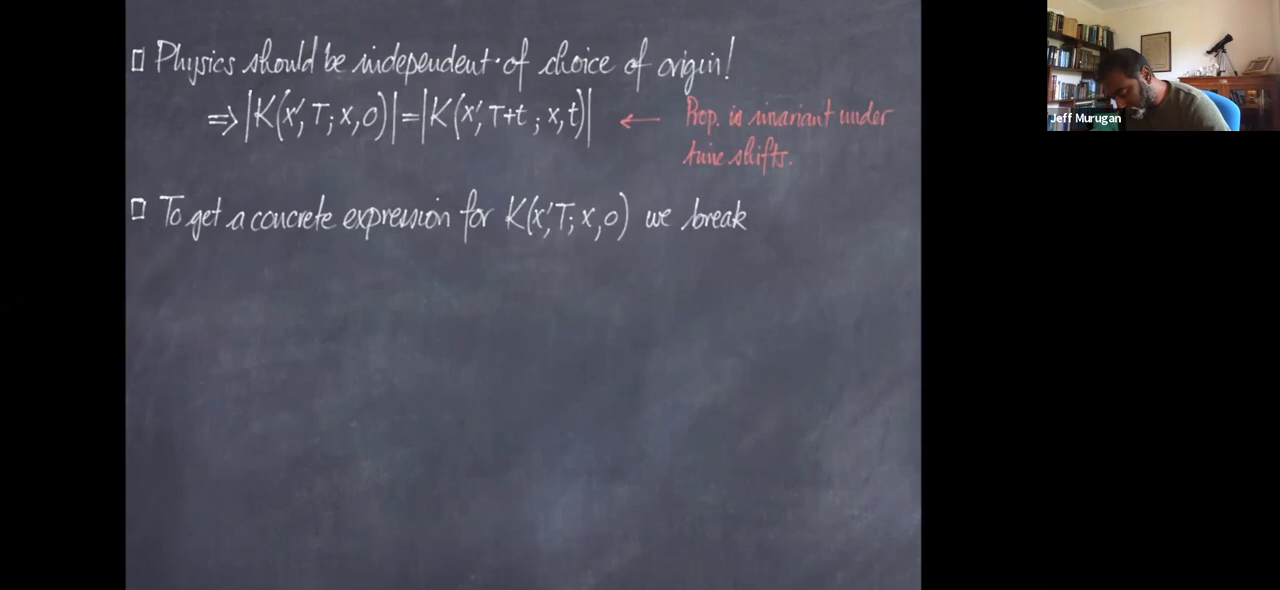 □ Physics should be independent of choice of origin!
⇒ |K(x', T; x, 0)| = |K(x', T+t ; x, t)| ← Prop. is invariant under
time shifts.
□ To get a concrete expression for K(x', T; x, 0) we break
Jeff Murugan